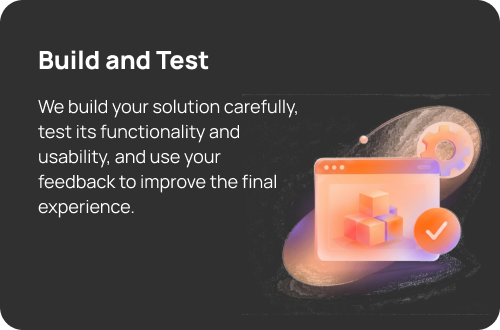 Build and Test
We build your solution carefully,
test its functionality and
usability, and use your
feedback to improve the final
experience.